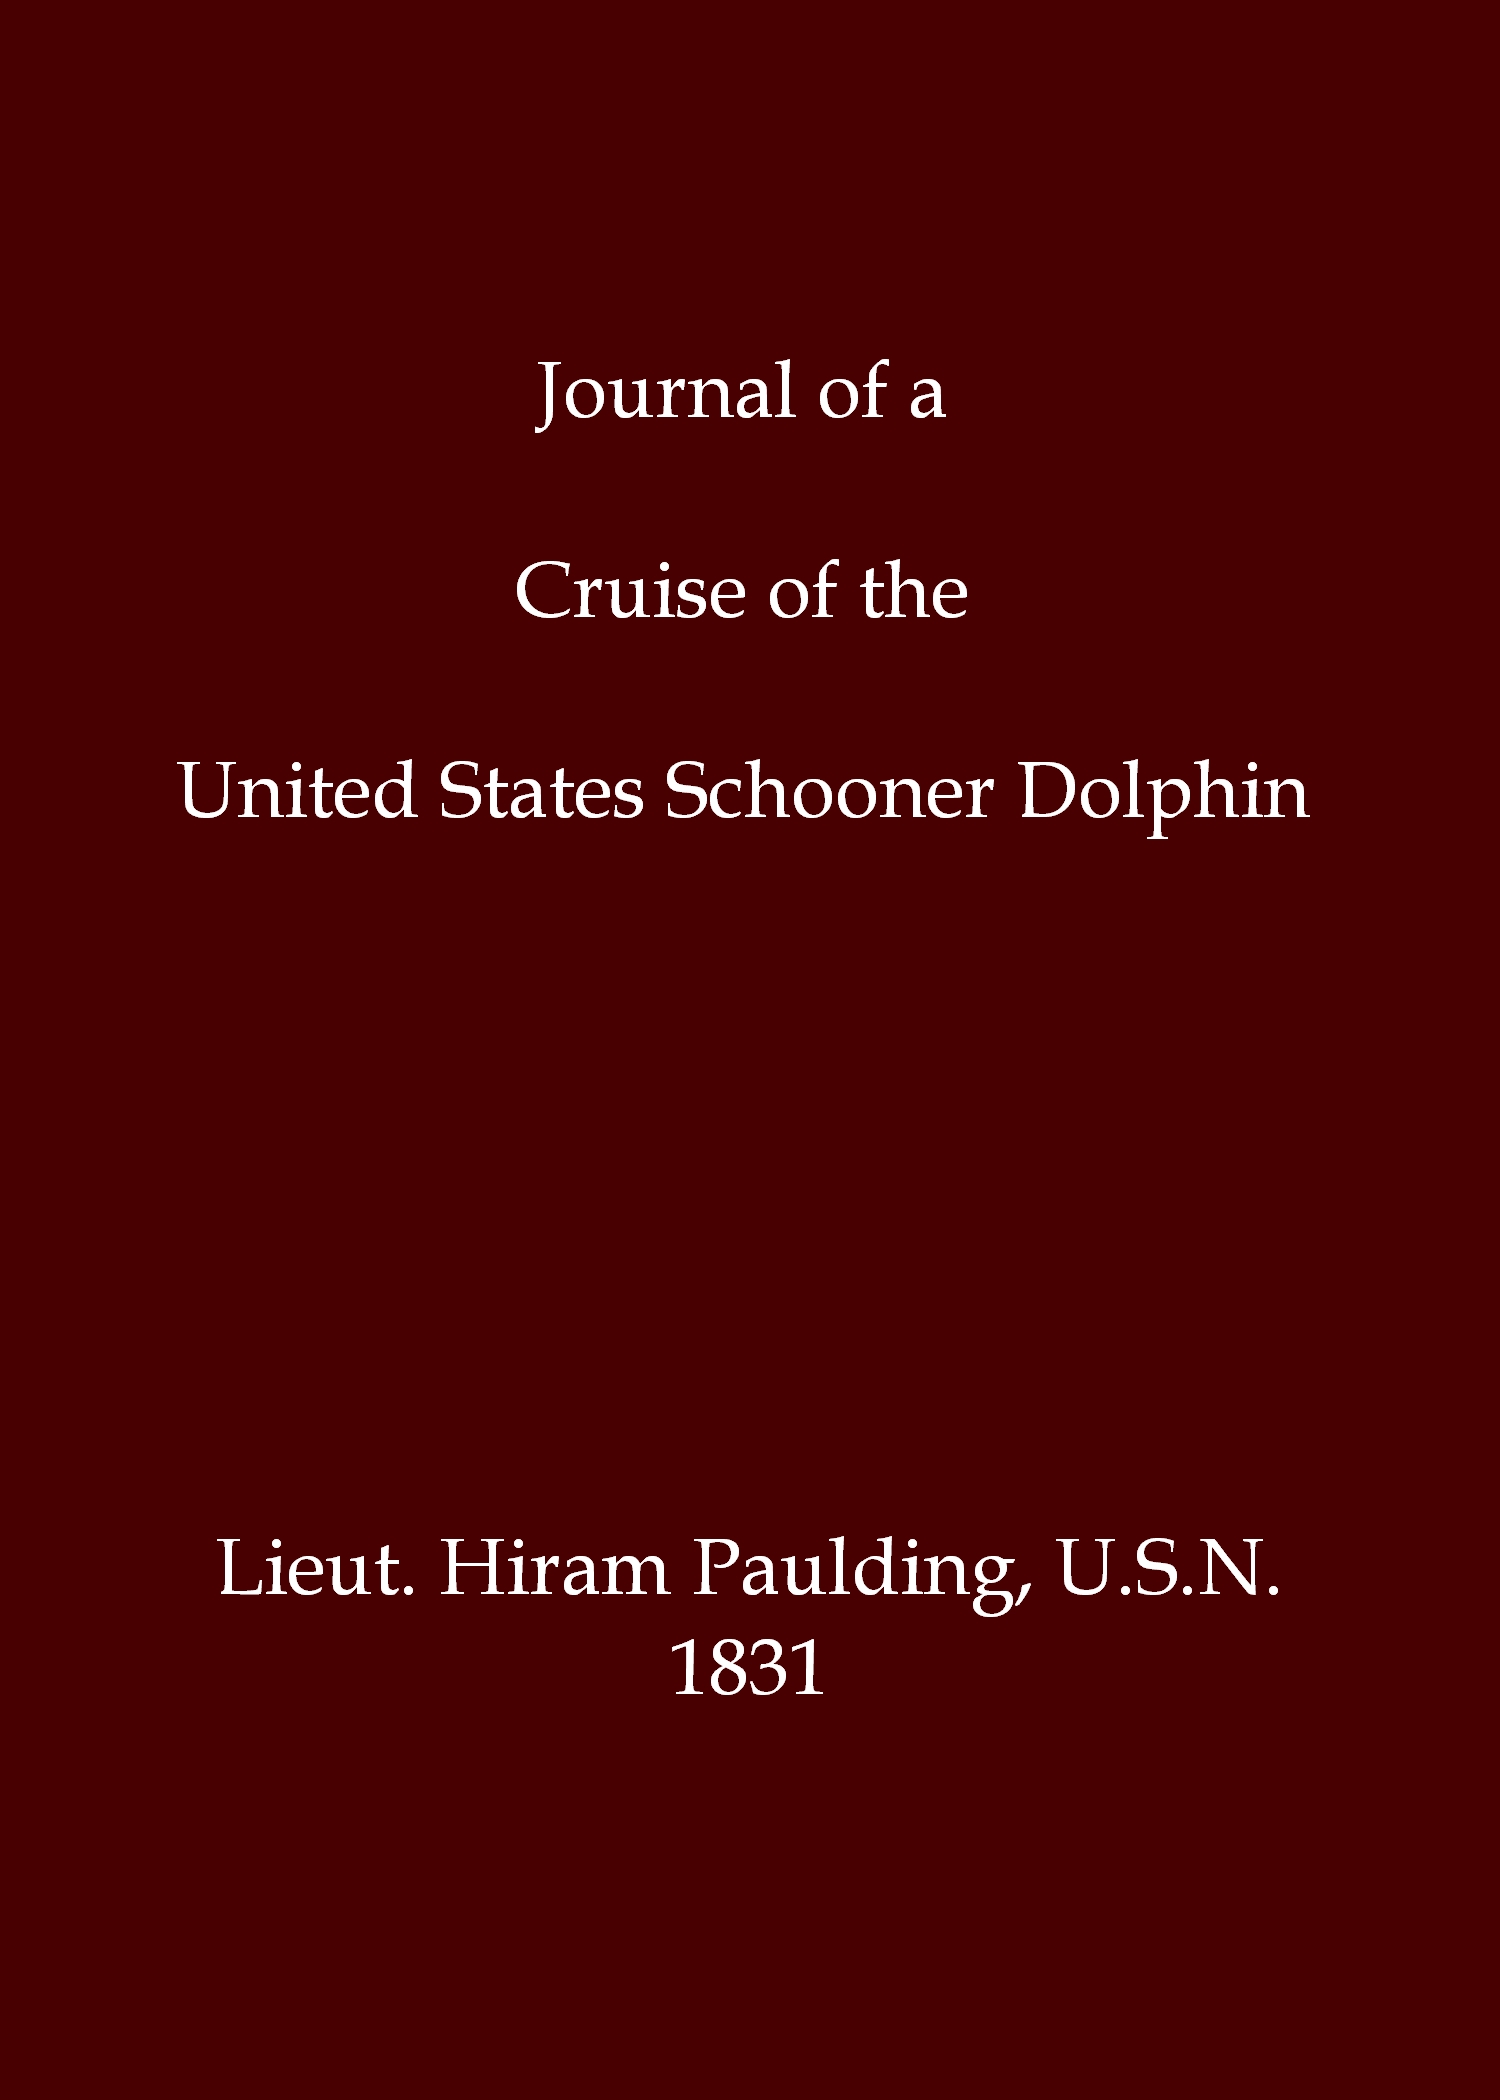 Journal of a
Cruise of the
United States Schooner Dolphin
Lieut. Hiram Paulding, U.S.N.
1831